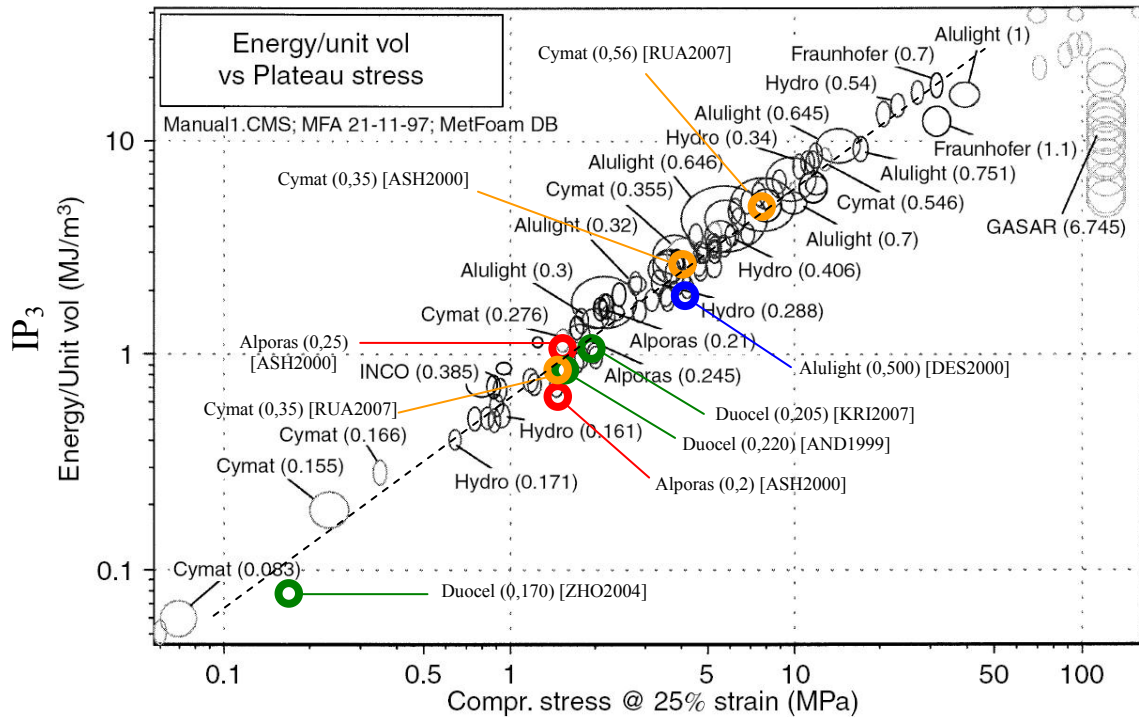 Energy/unit vol
vs Plateau stress
Manual1.CMS; MFA 21-11-97; MetFoam DB
Cymat (0,56) [RUA2007]
Alulight (1)
Fraunhofer (0.7)
Hydro (0.54)
Alulight (0.645)
Hydro (0.34)
Alulight (0.646)
Cymat (0,35) [ASH2000]
Cymat (0.355)
Alulight (0.32)
Alulight (0.3)
Cymat (0.276)
Fraunhofer (1.1)
Alulight (0.751)
Cymat (0.546)
GASAR (6.745)
Alulight (0.7)
Hydro (0.406)
Hydro (0.288)
Alporas (0.21)
Alulight (0,500) [DES2000]
Alporas (0,25)
[ASH2000]
INCO (0.385)
Alporas (0.245)
Cymat (0,35) [RUA2007]
Duocel (0,205) [KRI2007]
Hydro (0.161)
Duocel (0,220) [AND1999]
Cymat (0.166)
Cymat (0.155)
Hydro (0.171)
Alporas (0,2) [ASH2000]
Cymat (0.083)
Duocel (0,170) [ZHO2004]
IP3
Energy/Unit vol (MJ/m³)
10
1
0.1
0.1
1
5
10
50
100
Compr. stress @ 25% strain (MPa)